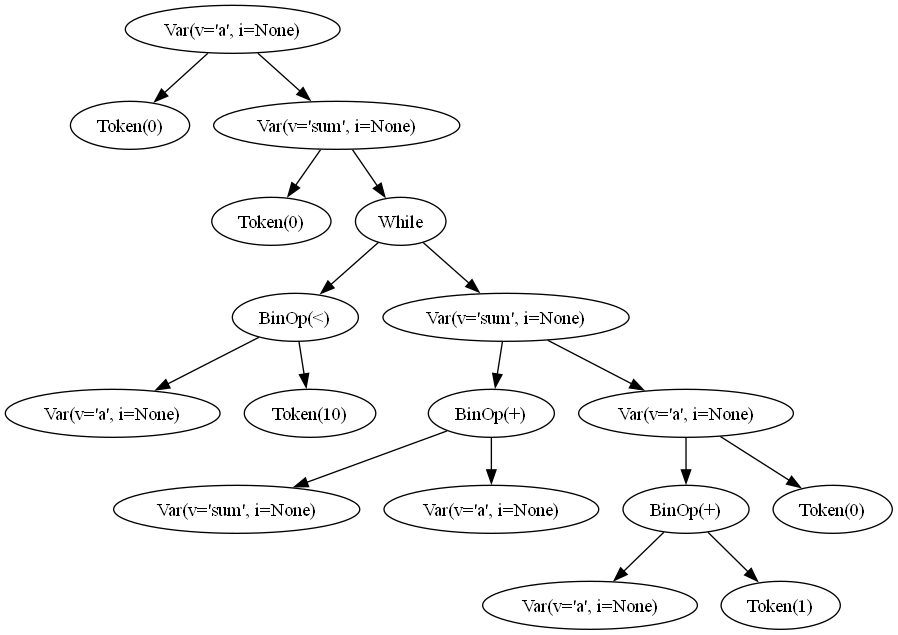 Var(v='a', i=None)
Token(0)
Var(v='sum', i=None)
Token(0)
While
BinOp(<)
Var(v='sum', i=None)
Var(v='a', i=None)
Token(10)
BinOp(+)
Var(v='a', i=None)
Var(v='sum', i=None)
Var(v='a', i=None)
BinOp(+)
Token(0)
Var(v='a', i=None)
Token(1)